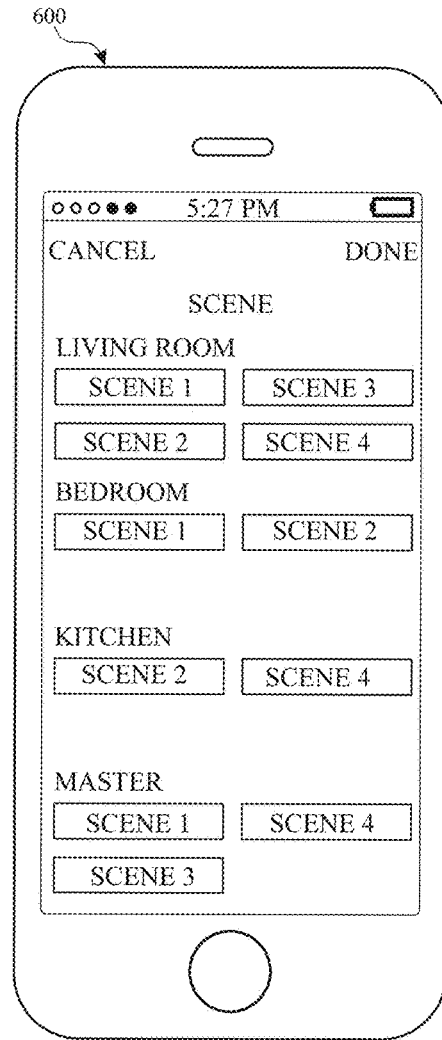 600
5:27 PM
CANCEL DONE
SCENE
LIVING ROOM
SCENE 1 SCENE 3
SCENE 2 SCENE 4
BEDROOM
SCENE 1 SCENE 2
KITCHEN
SCENE 2 SCENE 4
MASTER
SCENE 1 SCENE 4
SCENE 3